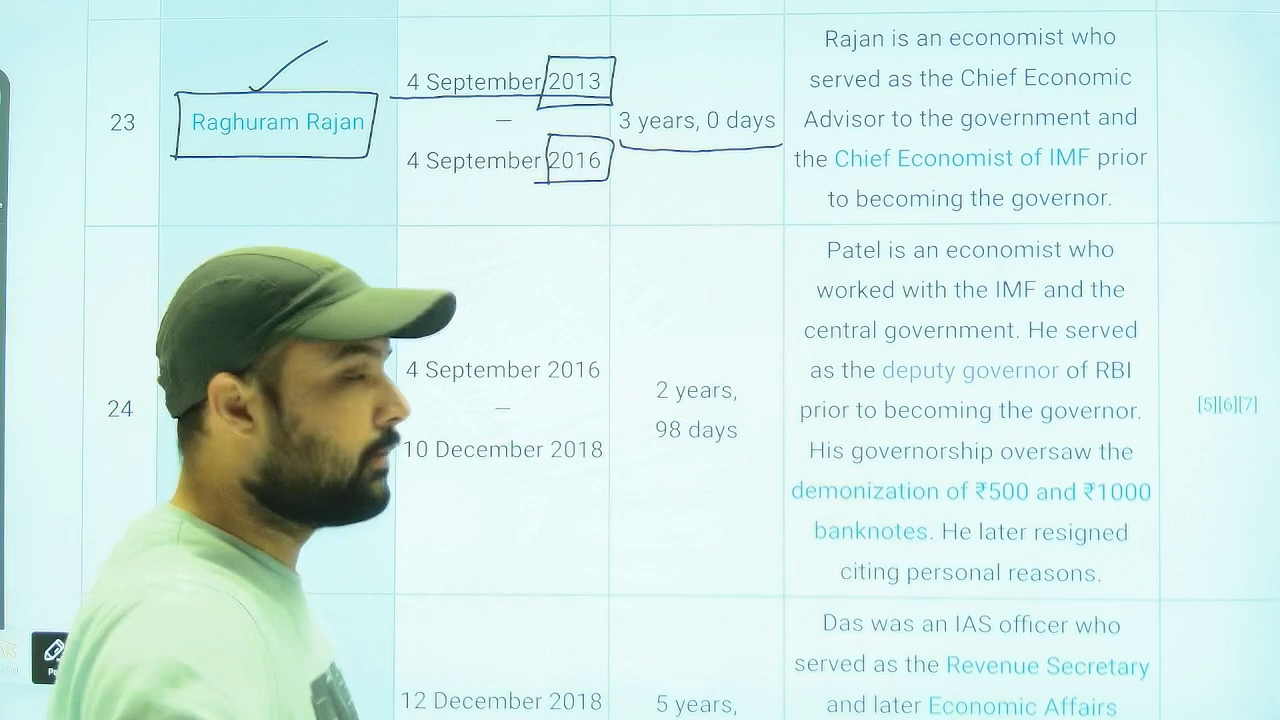 23
Raghuram Rajan
4 September 2013
—
4 September 2016
3 years, 0 days
Rajan is an economist who
served as the Chief Economic
Advisor to the government and
the Chief Economist of IMF prior
to becoming the governor.
24
4 September 2016
—
10 December 2018
2 years,
98 days
Patel is an economist who
worked with the IMF and the
central government. He served
as the deputy governor of RBI
prior to becoming the governor.
His governorship oversaw the
demonization of ₹500 and ₹1000
banknotes. He later resigned
citing personal reasons.
[5][6][7]
12 December 2018
5 years,
Das was an IAS officer who
served as the Revenue Secretary
and later Economic Affairs